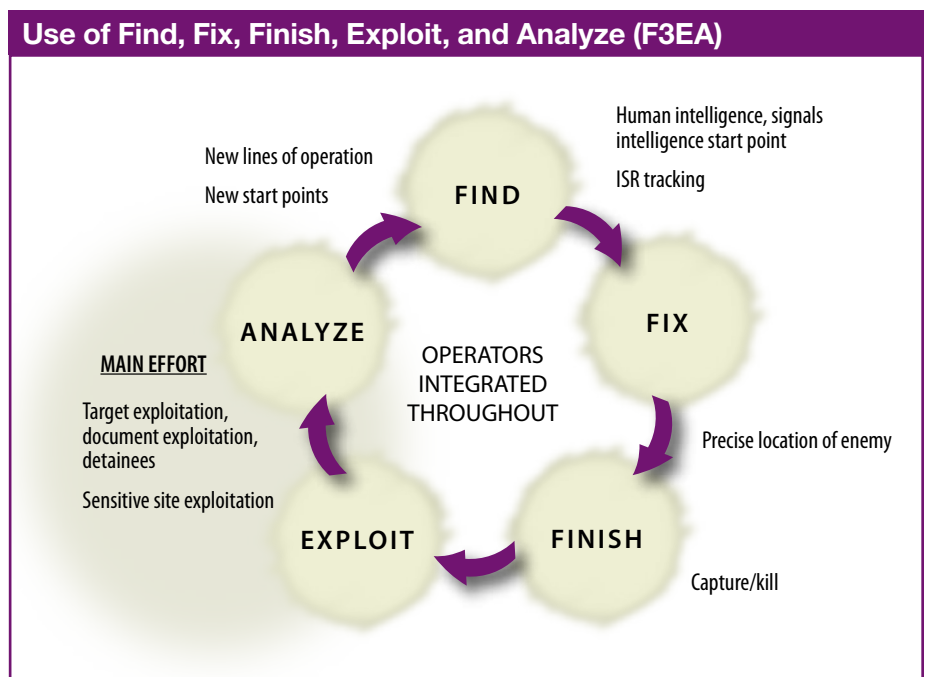 Use of Find, Fix, Finish, Exploit, and Analyze (F3EA)
Human intelligence, signals
intelligence start point
ISR tracking
New lines of operation
New start points
FIND
FIX
ANALYZE
OPERATORS
INTEGRATED
THROUGHOUT
MAIN EFFORT
Target exploitation,
document exploitation,
detainees
Sensitive site exploitation
Precise location of enemy
EXPLOIT
FINISH
Capture/kill